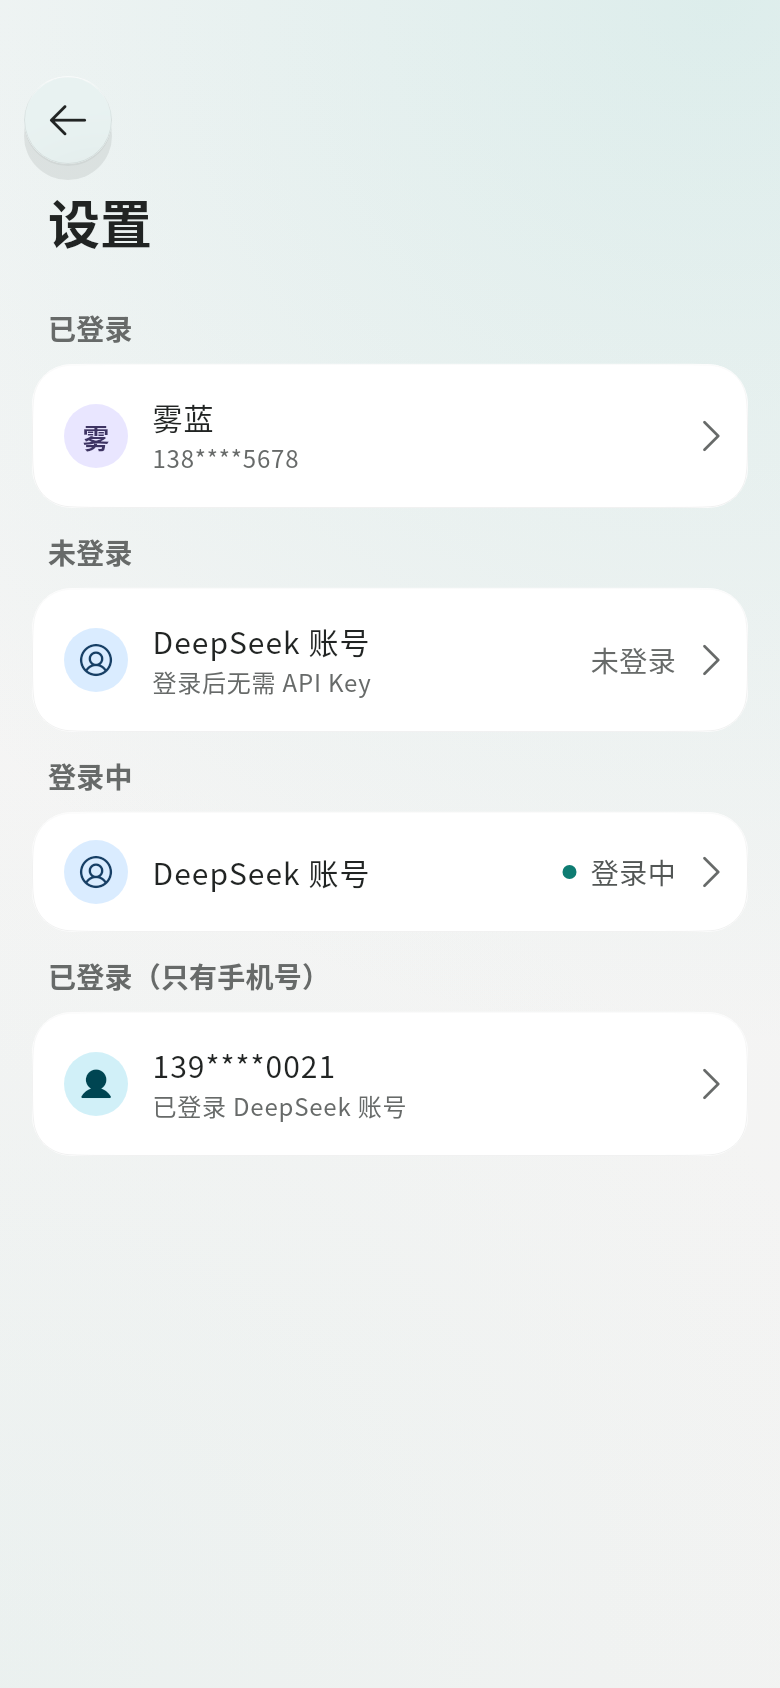 设置
已登录
雾
雾蓝
138****5678
未登录
DeepSeek 账号
登录后无需 API Key
未登录
登录中
DeepSeek 账号
登录中
已登录（只有手机号）
139****0021
已登录 DeepSeek 账号